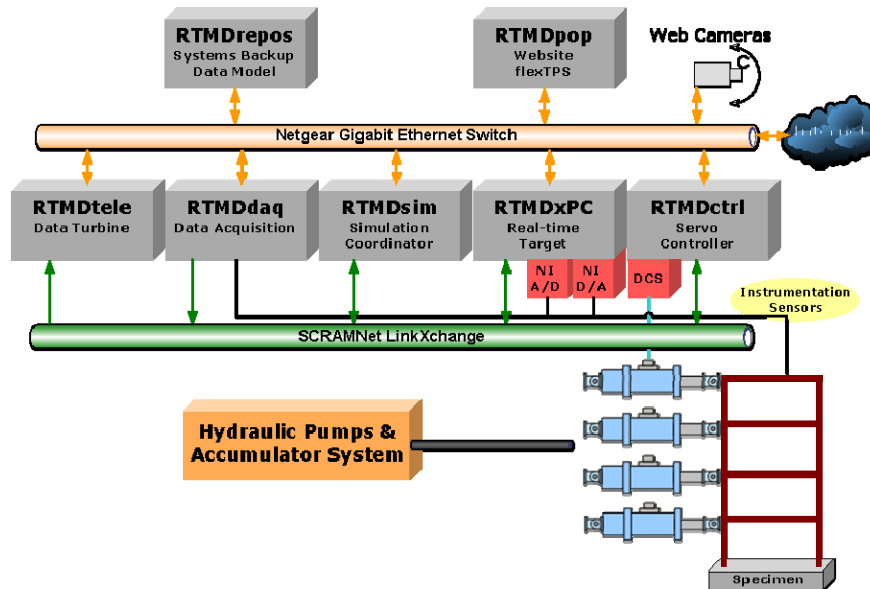 RTMDrepos
Systems Backup
Data Model
RTMDpop
Website
flexTPS
Web Cameras
C
Netgear Gigabit Ethernet Switch
RTMDtele
Data Turbine
RTMDdaq
Data Acquisition
RTMDsim
Simulation
Coordinator
RTMDxPC
Real-time
Target
RTMDctrl
Servo
Controller
NI
A/D
NI
D/A
DCS
Instrumentation
Sensors
SCRAMNet LinkXchange
Hydraulic Pumps &
Accumulator System
Specimen